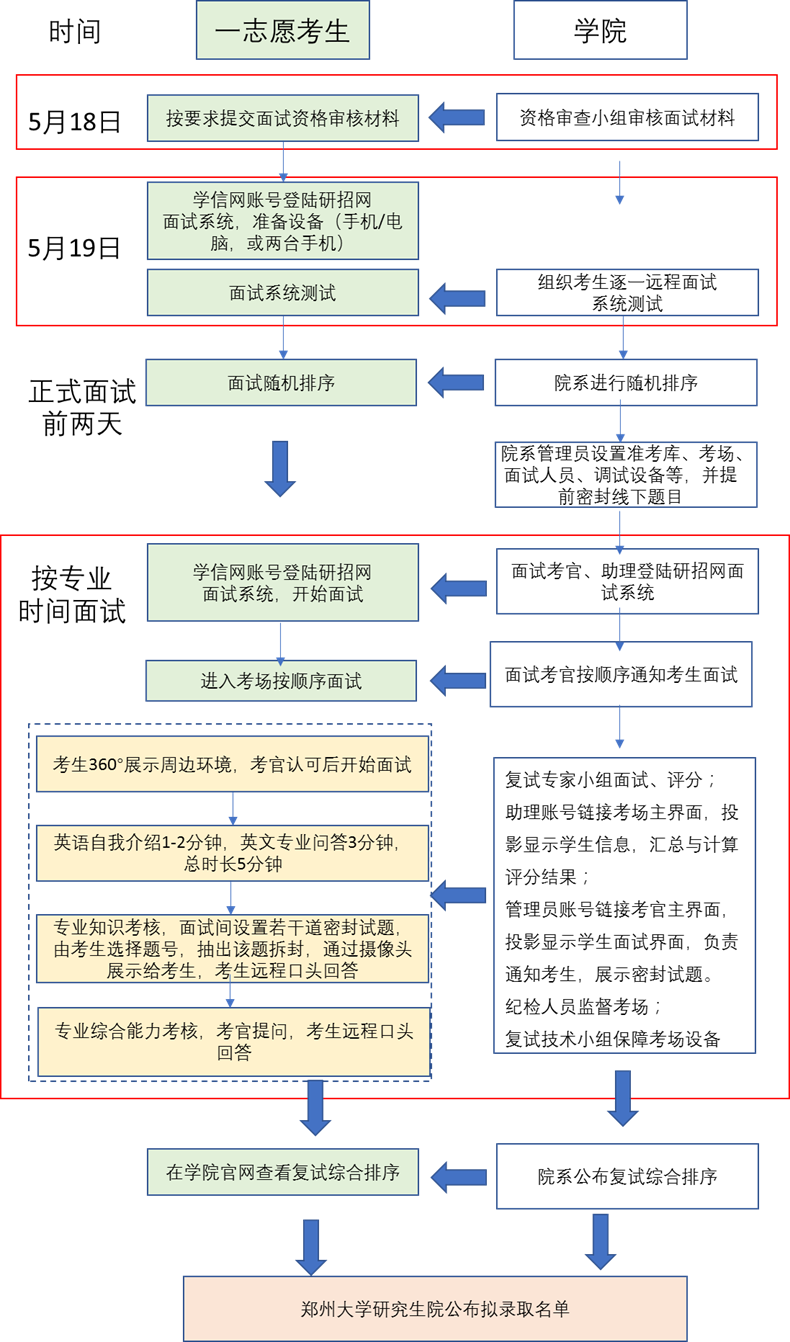 时间
一志愿考生
学院
5月18日
按要求提交面试资格审核材料
资格审查小组审核面试材料
5月19日
学信网账号登陆研招网
面试系统，准备设备（手机/电
脑，或两台手机）
面试系统测试
组织考生逐一远程面试
系统测试
正式面试
前两天
面试随机排序
院系进行随机排序
院系管理员设置准考库、考场、
面试人员、调试设备等，并提
前密封线下题目
按专业
时间面试
学信网账号登陆研招网
面试系统，开始面试
面试考官、助理登陆研招网面
试系统
进入考场按顺序面试
面试考官按顺序通知考生面试
考生360°展示周边环境，考官认可后开始面试
英语自我介绍1-2分钟，英文专业问答3分钟，
总时长5分钟
专业知识考核，面试间设置若干道密封试题，
由考生选择题号，抽出该题拆封，通过摄像头
展示给考生，考生远程口头回答
专业综合能力考核，考官提问，考生远程口头
回答
复试专家小组面试、评分；
助理账号链接考场主界面，投
影显示学生信息，汇总与计算
评分结果；
管理员账号链接考官主界面，
投影显示学生面试界面，负责
通知考生，展示密封试题。
纪检人员监督考场；
复试技术小组保障考场设备
在学院官网查看复试综合排序
院系公布复试综合排序
郑州大学研究生院公布拟录取名单